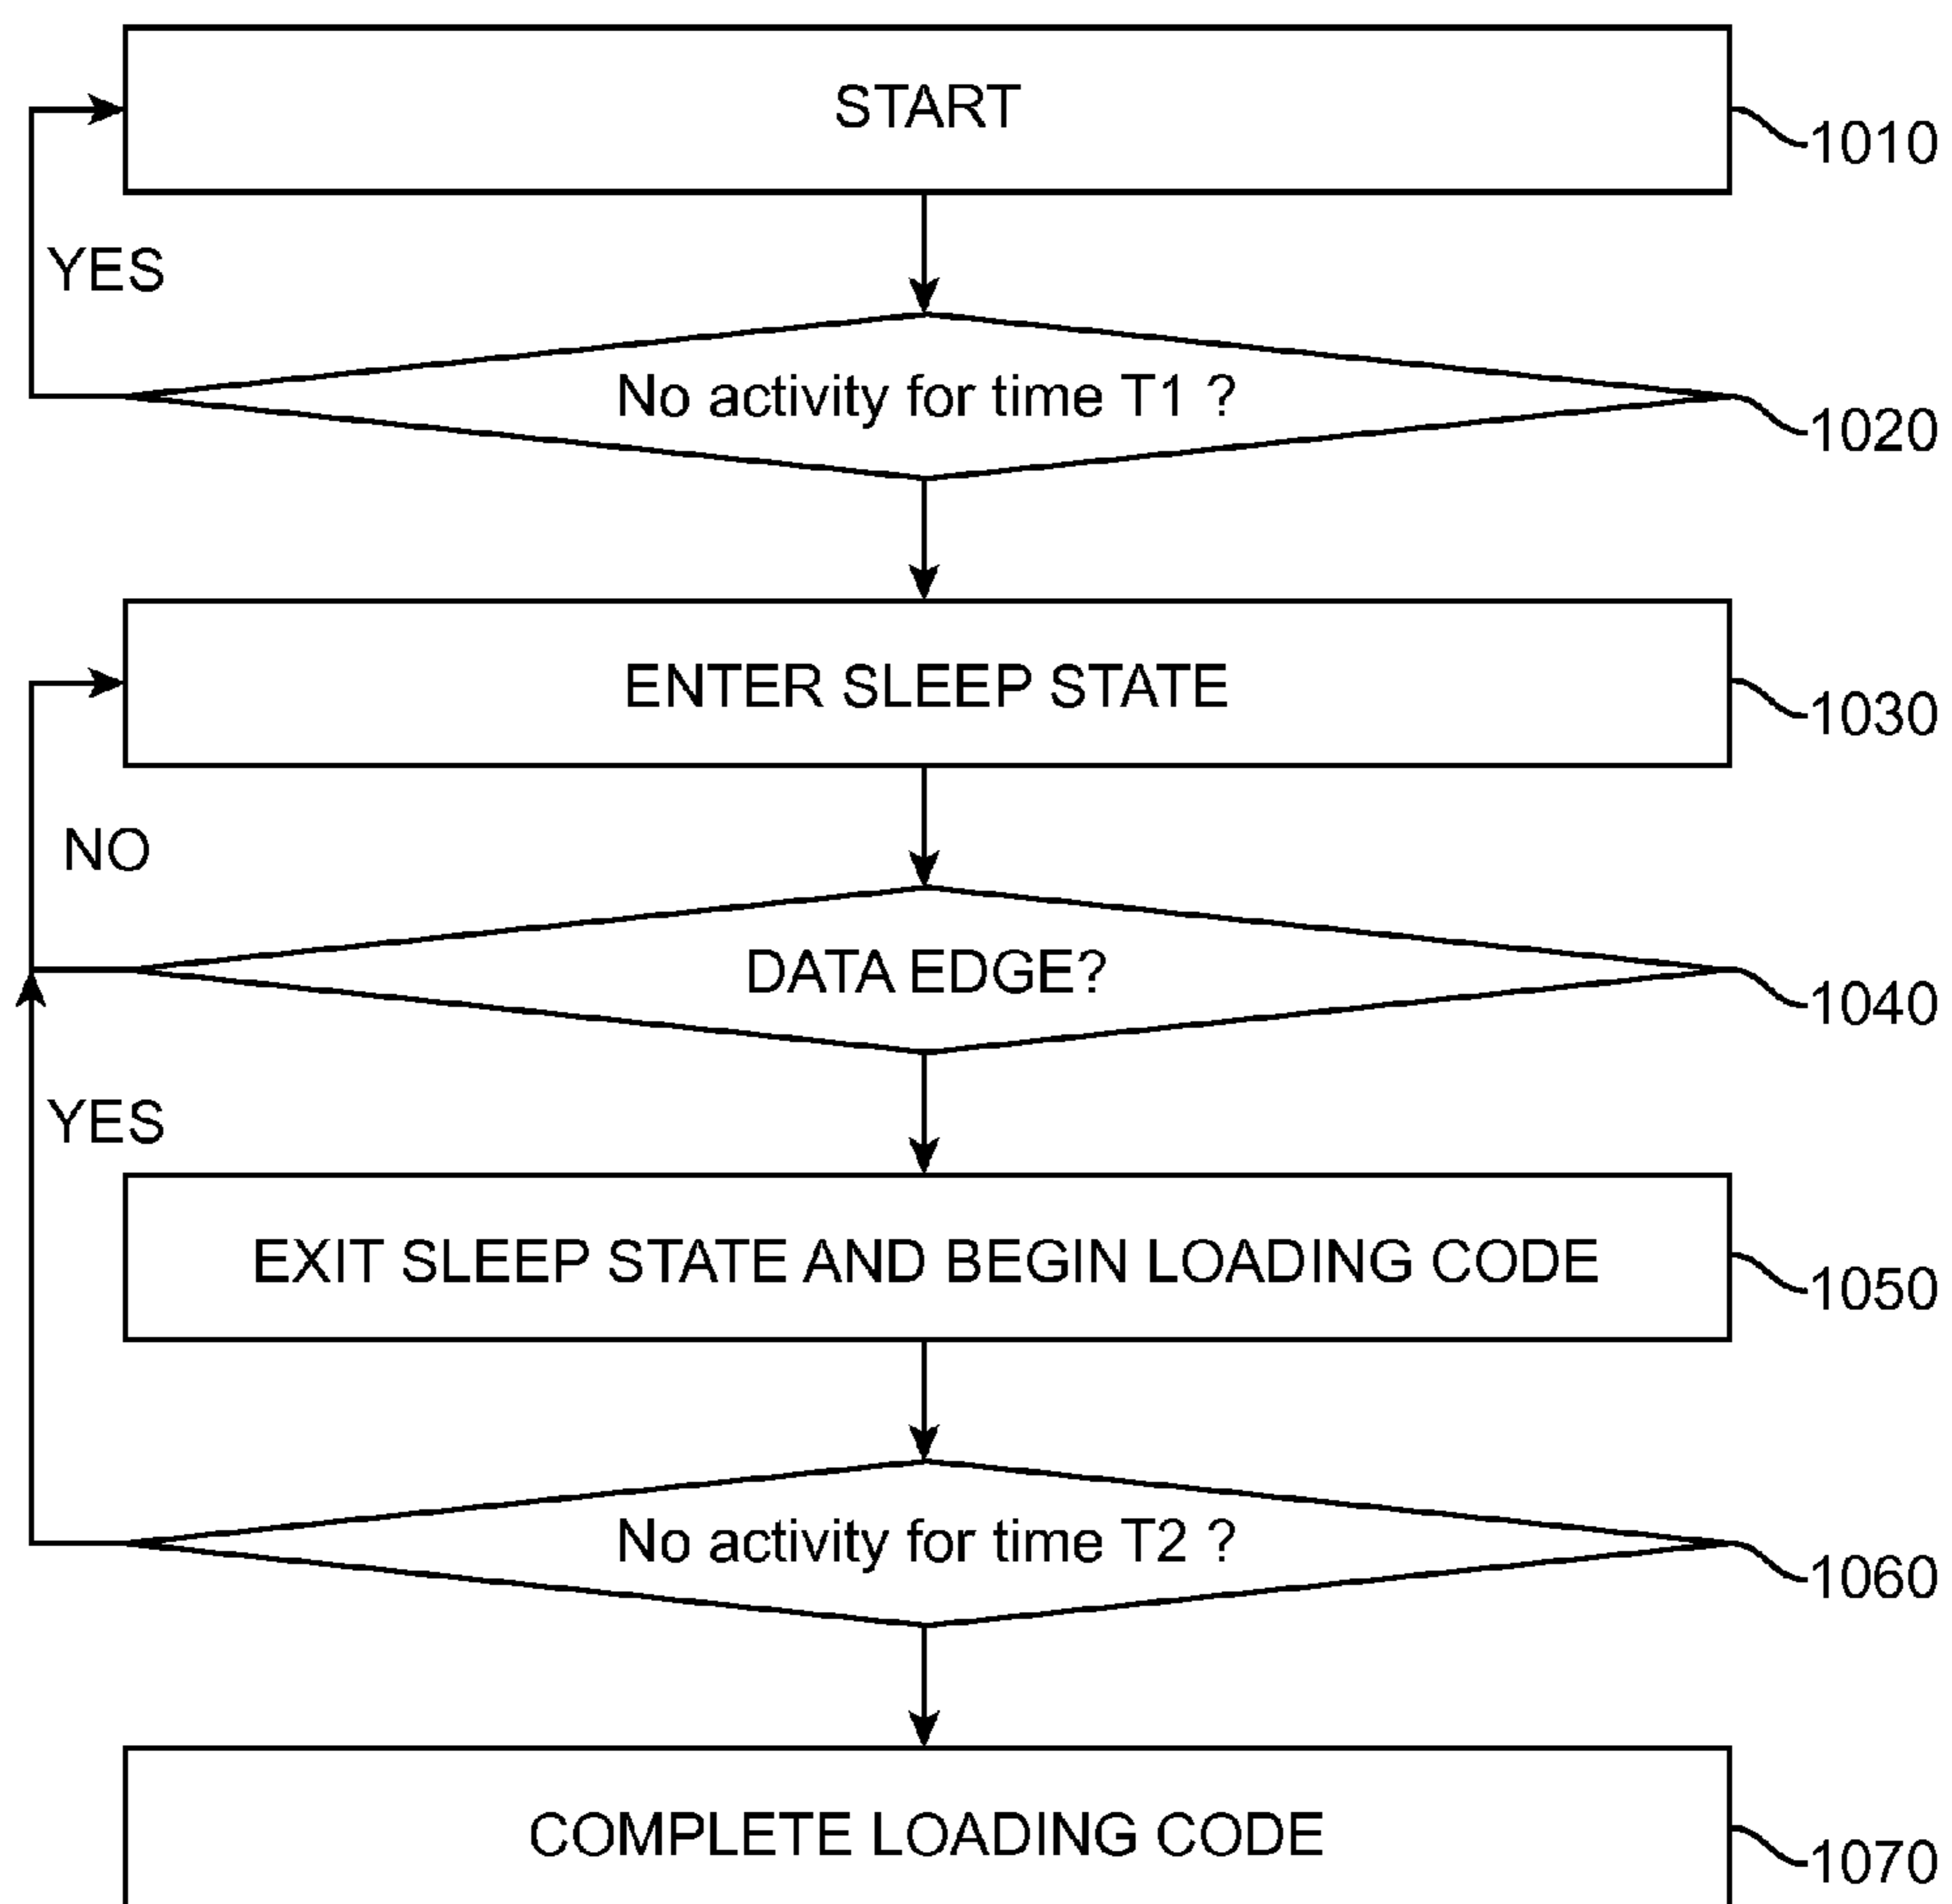 START
1010
YES
No activity for time T1 ?
1020
ENTER SLEEP STATE
1030
NO
DATA EDGE?
1040
YES
EXIT SLEEP STATE AND BEGIN LOADING CODE
1050
No activity for time T2 ?
1060
COMPLETE LOADING CODE
1070